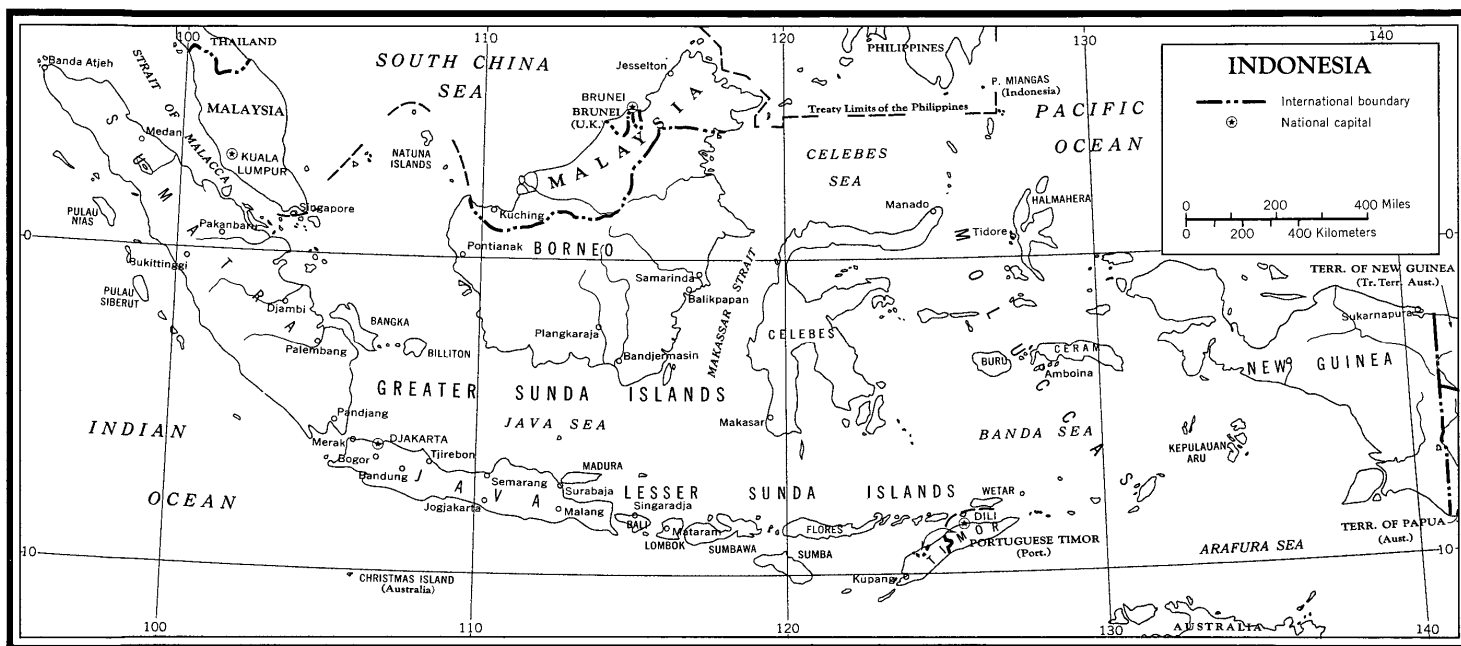 100
110
120
130
140
THAILAND
SOUTH CHINA
SEA
PHILIPPINES
INDONESIA
International boundary
National capital
0 200 400 Miles
0 200 400 Kilometers
Banda Atjeh
STRAIT OF MALACCA
MALAYSIA
Jesselton
P. MIANGAS
(Indonesia)
BRUNEI
BRUNEI
(U.K.)
Treaty Limits of the Philippines
PACIFIC
OCEAN
Medan
KUALA
LUMPUR
NATUNA
ISLANDS
MALAYSIA
CELEBES
SEA
SUMATRA
PULAU
NIAS
Singapore
Kuching
Manado
HALMAHERA
Pakanbaru
Tidore
0
0
Bukittinggi
Pontianak
BORNEO
MAKASSAR STRAIT
MOLUCCAS
TERR. OF NEW GUINEA
(Tr. Terr. Aust.)
PULAU
SIBERUT
Samarinda
Balikpapan
Djambi
BANGKA
Sukarnapura
Plangkaraja
CELEBES
Palembang
BILLITON
Bandjermasin
BURU
CERAM
Amboina
NEW GUINEA
GREATER SUNDA ISLANDS
Pandjang
JAVA SEA
Makasar
INDIAN
OCEAN
BANDA SEA
Merak
DJAKARTA
Bogor
Tjirebon
KEPULAUAN
ARU
Bandung
JAVA
Semarang
MADURA
Surabaja
LESSER SUNDA ISLANDS
WETAR
Jogjakarta
Malang
Singaradja
BALI
Mataram
LOMBOK
SUMBAWA
FLORES
DILI
TIMOR
PORTUGUESE TIMOR
(Port.)
TERR. OF PAPUA
(Aust.)
10
10
SUMBA
Kupang
ARAFURA SEA
CHRISTMAS ISLAND
(Australia)
AUSTRALIA
100
110
120
130
140